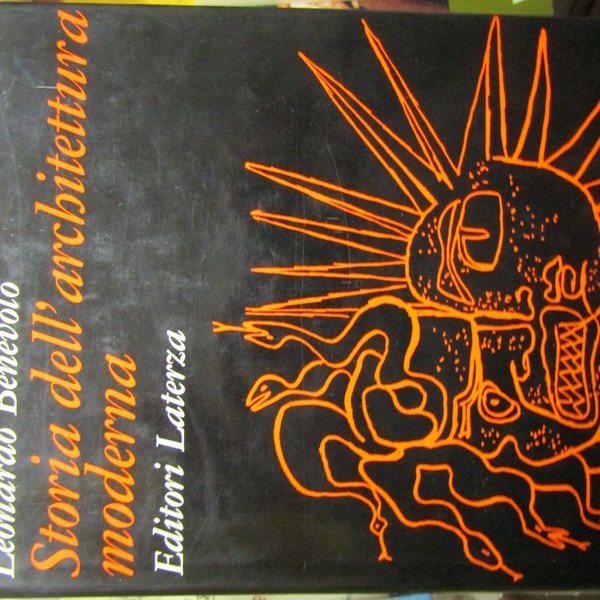 Leonardo Benevolo
Storia dell'architettura
moderna
Editori Laterza